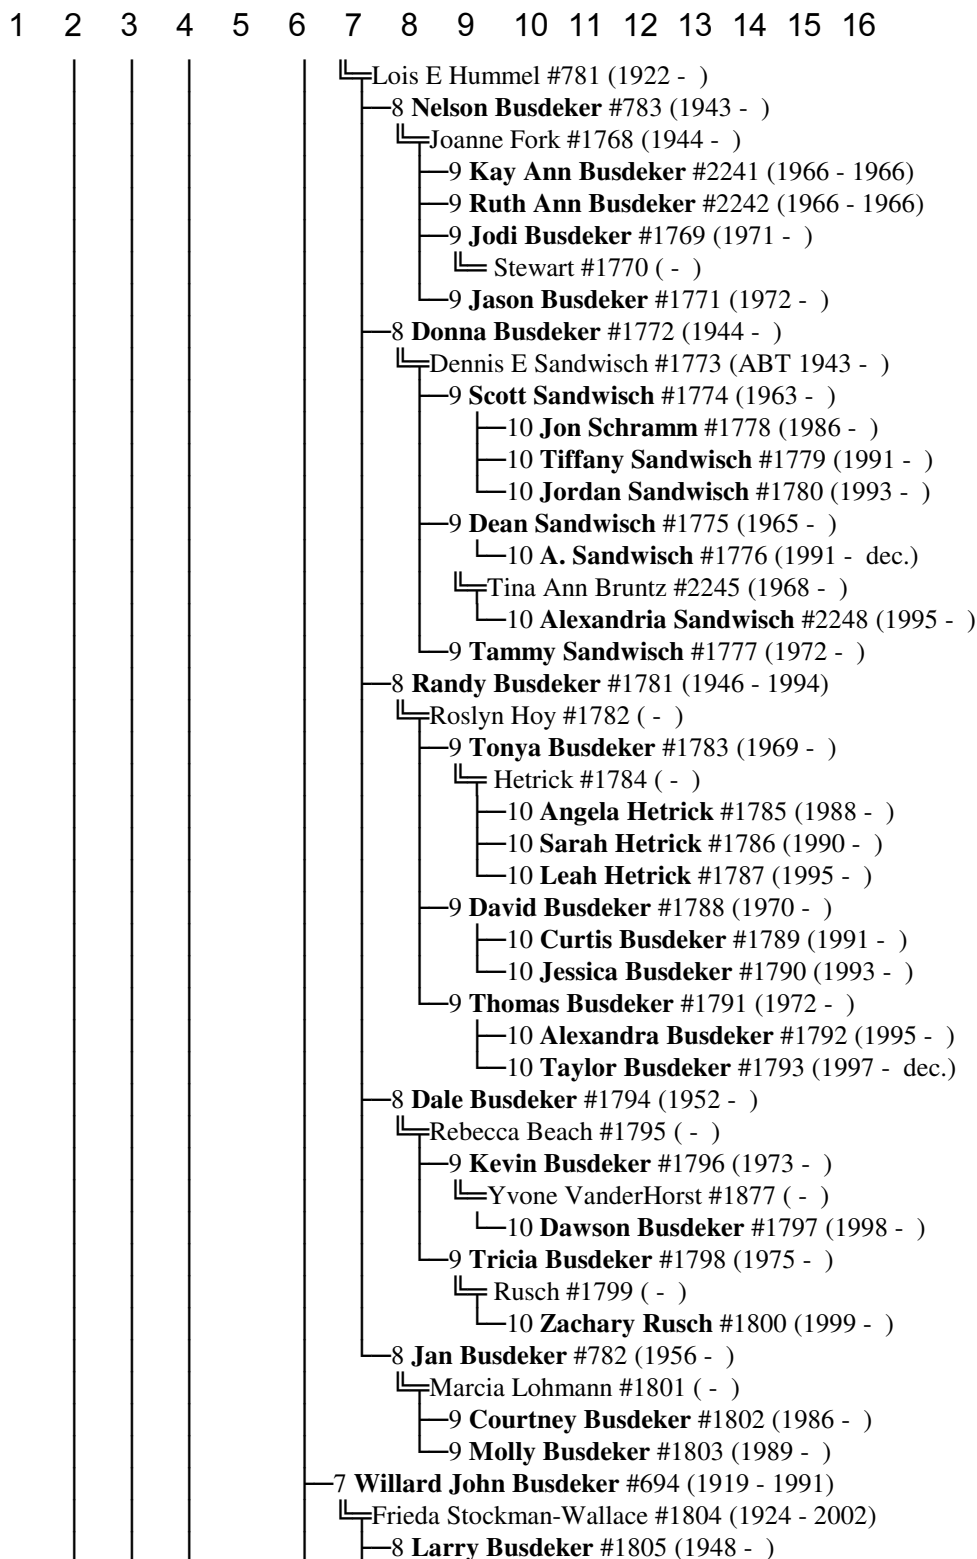 1 2 3 4 5 6 7 8 9 10 11 12 13 14 15 16
Lois E Hummel #781 (1922 - )
8 Nelson Busdeker #783 (1943 - )
Joanne Fork #1768 (1944 - )
9 Kay Ann Busdeker #2241 (1966 - 1966)
9 Ruth Ann Busdeker #2242 (1966 - 1966)
9 Jodi Busdeker #1769 (1971 - )
Stewart #1770 ( - )
9 Jason Busdeker #1771 (1972 - )
8 Donna Busdeker #1772 (1944 - )
Dennis E Sandwisch #1773 (ABT 1943 - )
9 Scott Sandwisch #1774 (1963 - )
10 Jon Schramm #1778 (1986 - )
10 Tiffany Sandwisch #1779 (1991 - )
10 Jordan Sandwisch #1780 (1993 - )
9 Dean Sandwisch #1775 (1965 - )
10 A. Sandwisch #1776 (1991 - dec.)
Tina Ann Bruntz #2245 (1968 - )
10 Alexandria Sandwisch #2248 (1995 - )
9 Tammy Sandwisch #1777 (1972 - )
8 Randy Busdeker #1781 (1946 - 1994)
Roslyn Hoy #1782 ( - )
9 Tonya Busdeker #1783 (1969 - )
Hetrick #1784 ( - )
10 Angela Hetrick #1785 (1988 - )
10 Sarah Hetrick #1786 (1990 - )
10 Leah Hetrick #1787 (1995 - )
9 David Busdeker #1788 (1970 - )
10 Curtis Busdeker #1789 (1991 - )
10 Jessica Busdeker #1790 (1993 - )
9 Thomas Busdeker #1791 (1972 - )
10 Alexandra Busdeker #1792 (1995 - )
10 Taylor Busdeker #1793 (1997 - dec.)
8 Dale Busdeker #1794 (1952 - )
Rebecca Beach #1795 ( - )
9 Kevin Busdeker #1796 (1973 - )
Yvone VanderHorst #1877 ( - )
10 Dawson Busdeker #1797 (1998 - )
9 Tricia Busdeker #1798 (1975 - )
Rusch #1799 ( - )
10 Zachary Rusch #1800 (1999 - )
8 Jan Busdeker #782 (1956 - )
Marcia Lohmann #1801 ( - )
9 Courtney Busdeker #1802 (1986 - )
9 Molly Busdeker #1803 (1989 - )
7 Willard John Busdeker #694 (1919 - 1991)
Frieda Stockman-Wallace #1804 (1924 - 2002)
8 Larry Busdeker #1805 (1948 - )